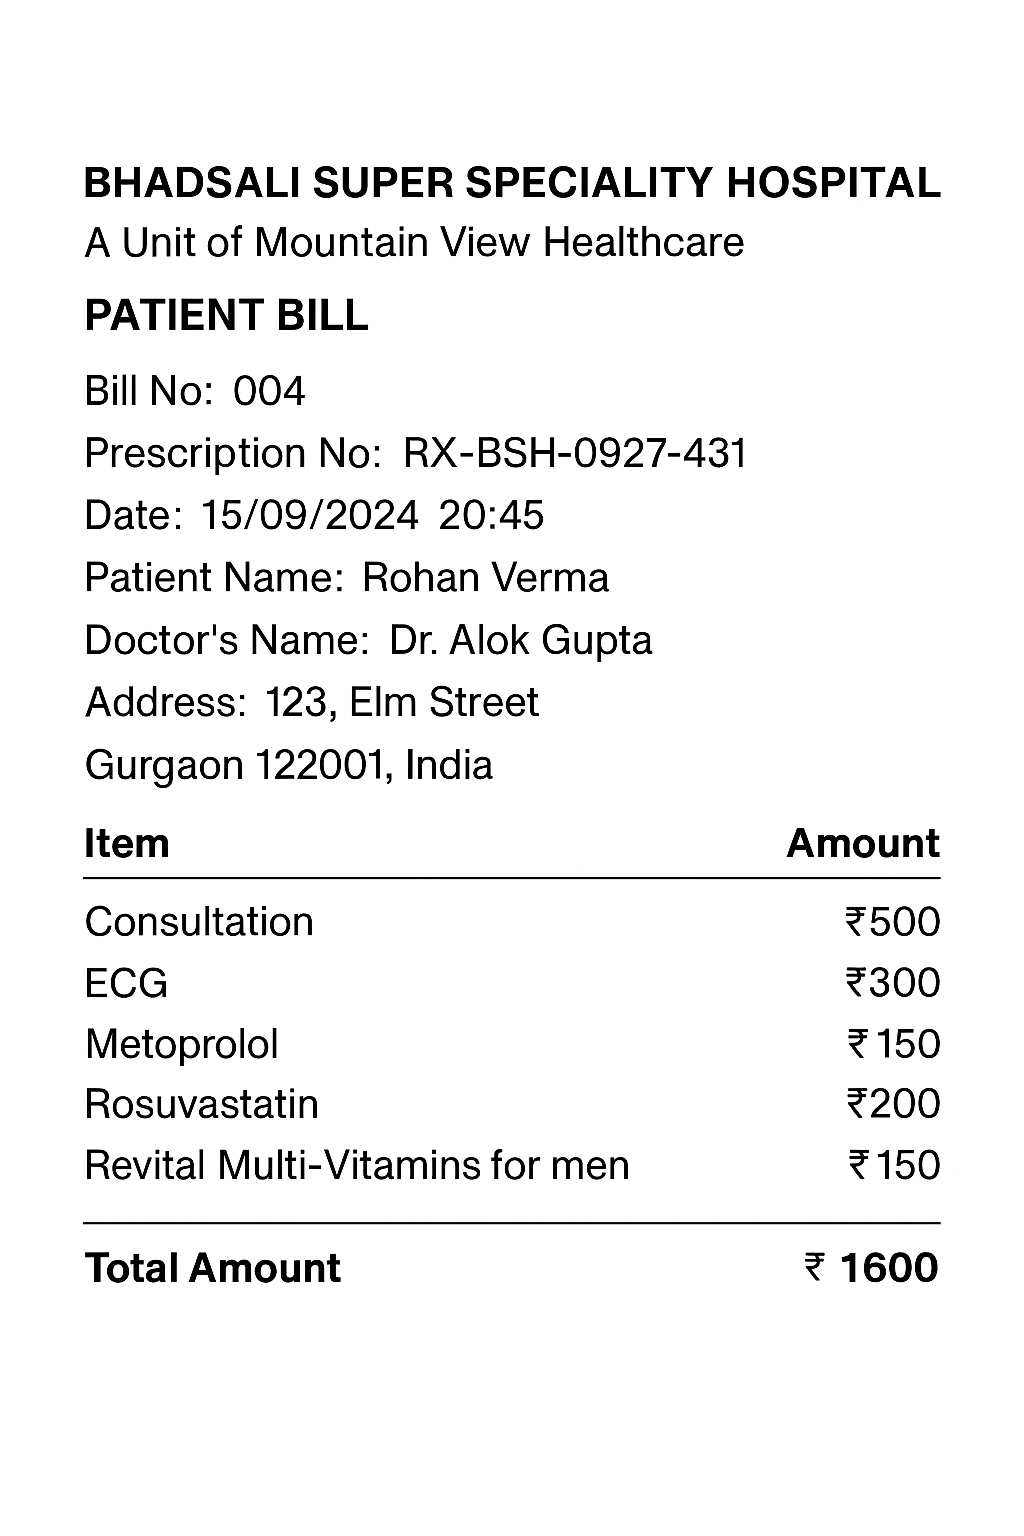 BHADSALI SUPER SPECIALITY HOSPITAL
A Unit of Mountain View Healthcare
PATIENT BILL
Bill No: 004
Prescription No: RX-BSH-0927-431
Date: 15/09/2024 20:45
Patient Name: Rohan Verma
Doctor's Name: Dr. Alok Gupta
Address: 123, Elm Street
Gurgaon 122001, India
Item Amount
Consultation ₹500
ECG ₹300
Metoprolol ₹150
Rosuvastatin ₹200
Revital Multi-Vitamins for men ₹150
Total Amount ₹ 1600